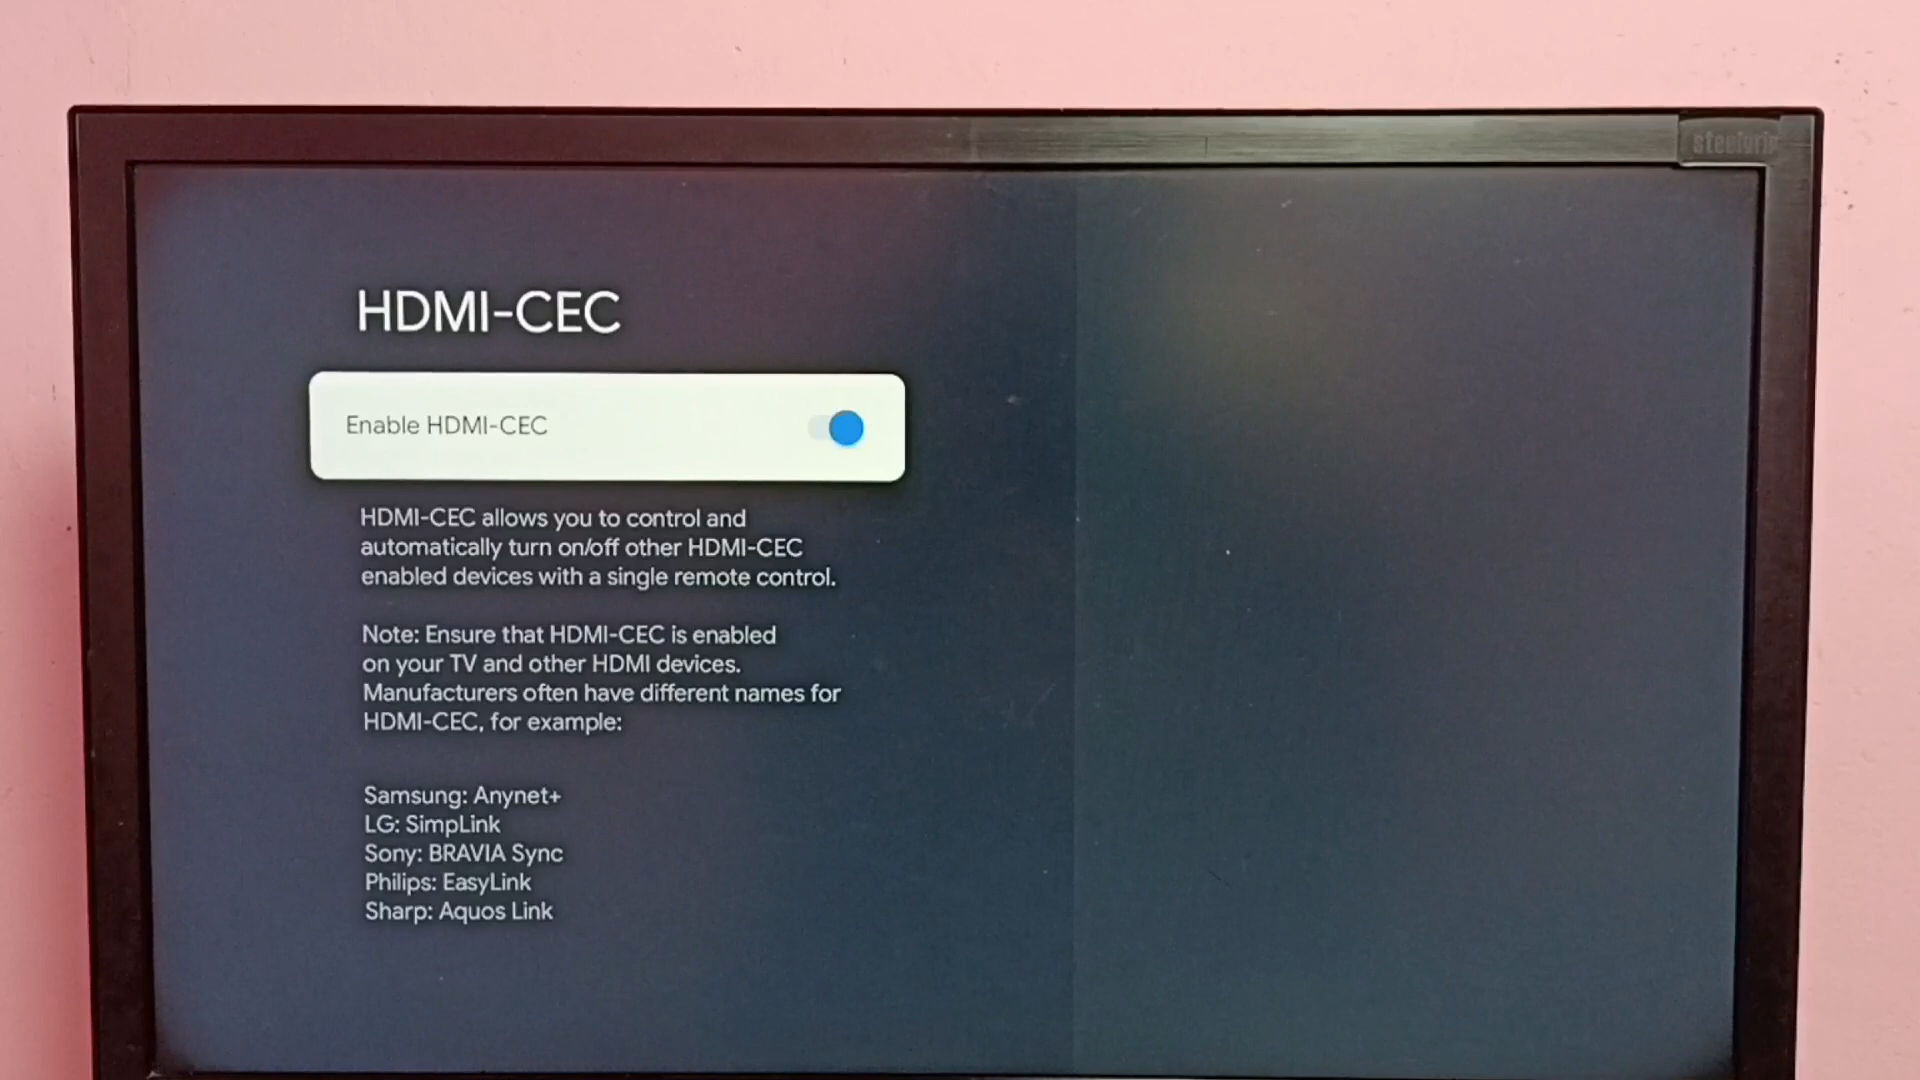 steelgrip
HDMI-CEC
Enable HDMI-CEC
HDMI-CEC allows you to control and
automatically turn on/off other HDMI-CEC
enabled devices with a single remote control.
Note: Ensure that HDMI-CEC is enabled
on your TV and other HDMI devices.
Manufacturers often have different names for
HDMI-CEC, for example:
Samsung: Anynet+
LG: SimpLink
Sony: BRAVIA Sync
Philips: EasyLink
Sharp: Aquos Link